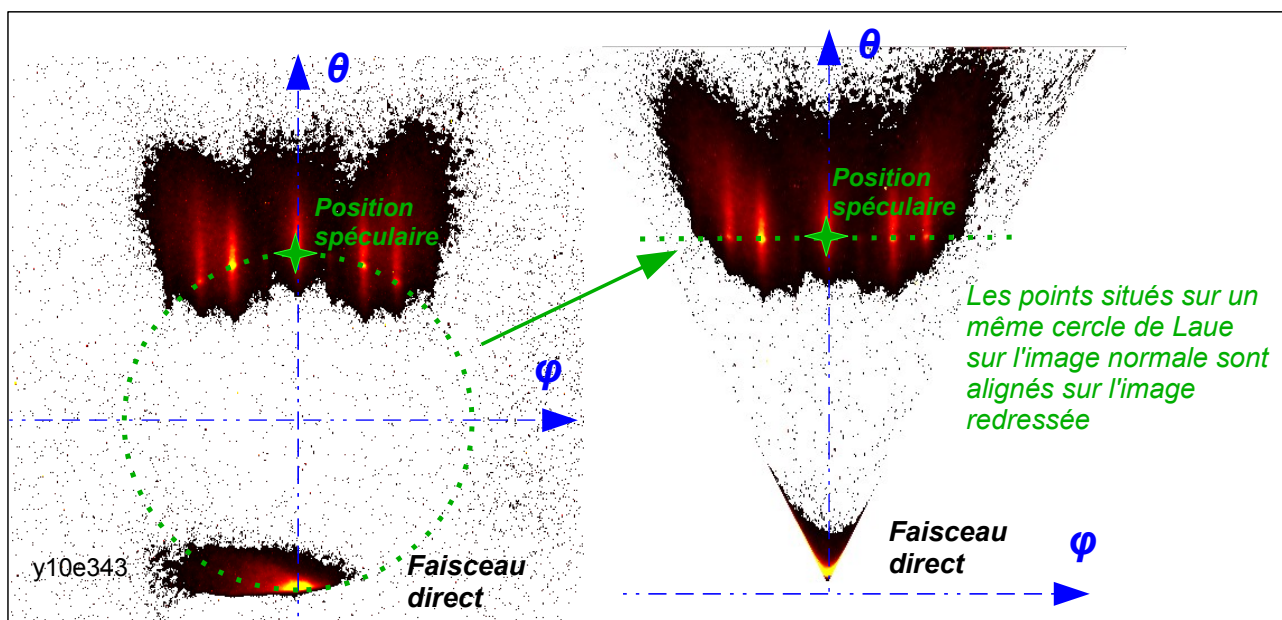 θ
Position
spéculaire
φ
y10e343
Faisceau
direct
θ
Position
spéculaire
Les points situés sur un
même cercle de Laue
sur l'image normale sont
alignés sur l'image
redressée
Faisceau
direct
φ